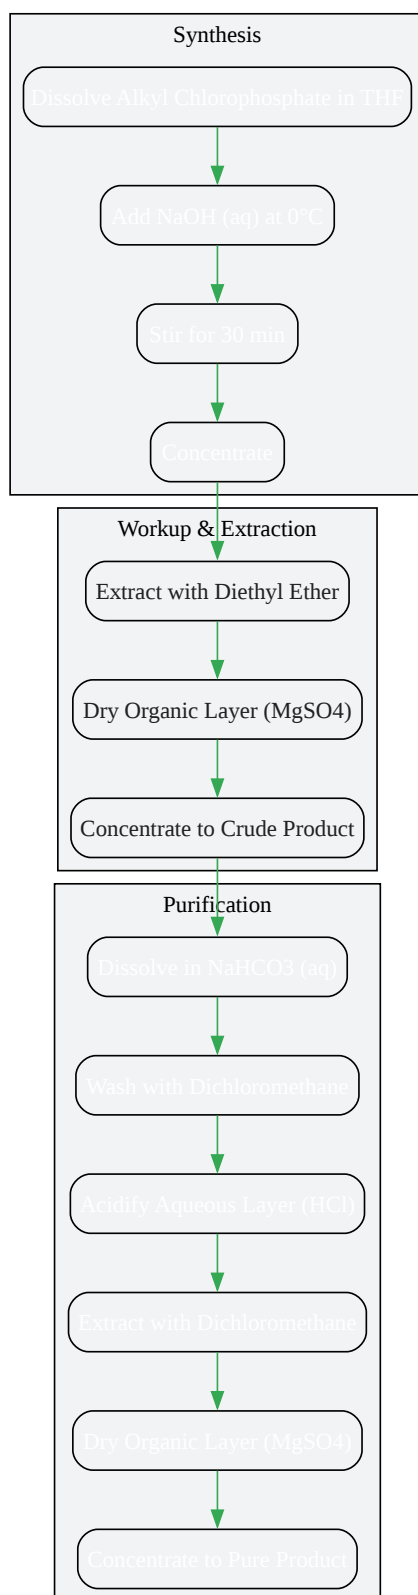 Synthesis
Dissolve Alkyl Chlorophosphate in THF
Add NaOH (aq) at 0°C
Stir for 30 min
Concentrate
Workup & Extraction
Extract with Diethyl Ether
Dry Organic Layer (MgSO4)
Concentrate to Crude Product
Purification
Dissolve in NaHCO3 (aq)
Wash with Dichloromethane
Acidify Aqueous Layer (HCl)
Extract with Dichloromethane
Dry Organic Layer (MgSO4)
Concentrate to Pure Product